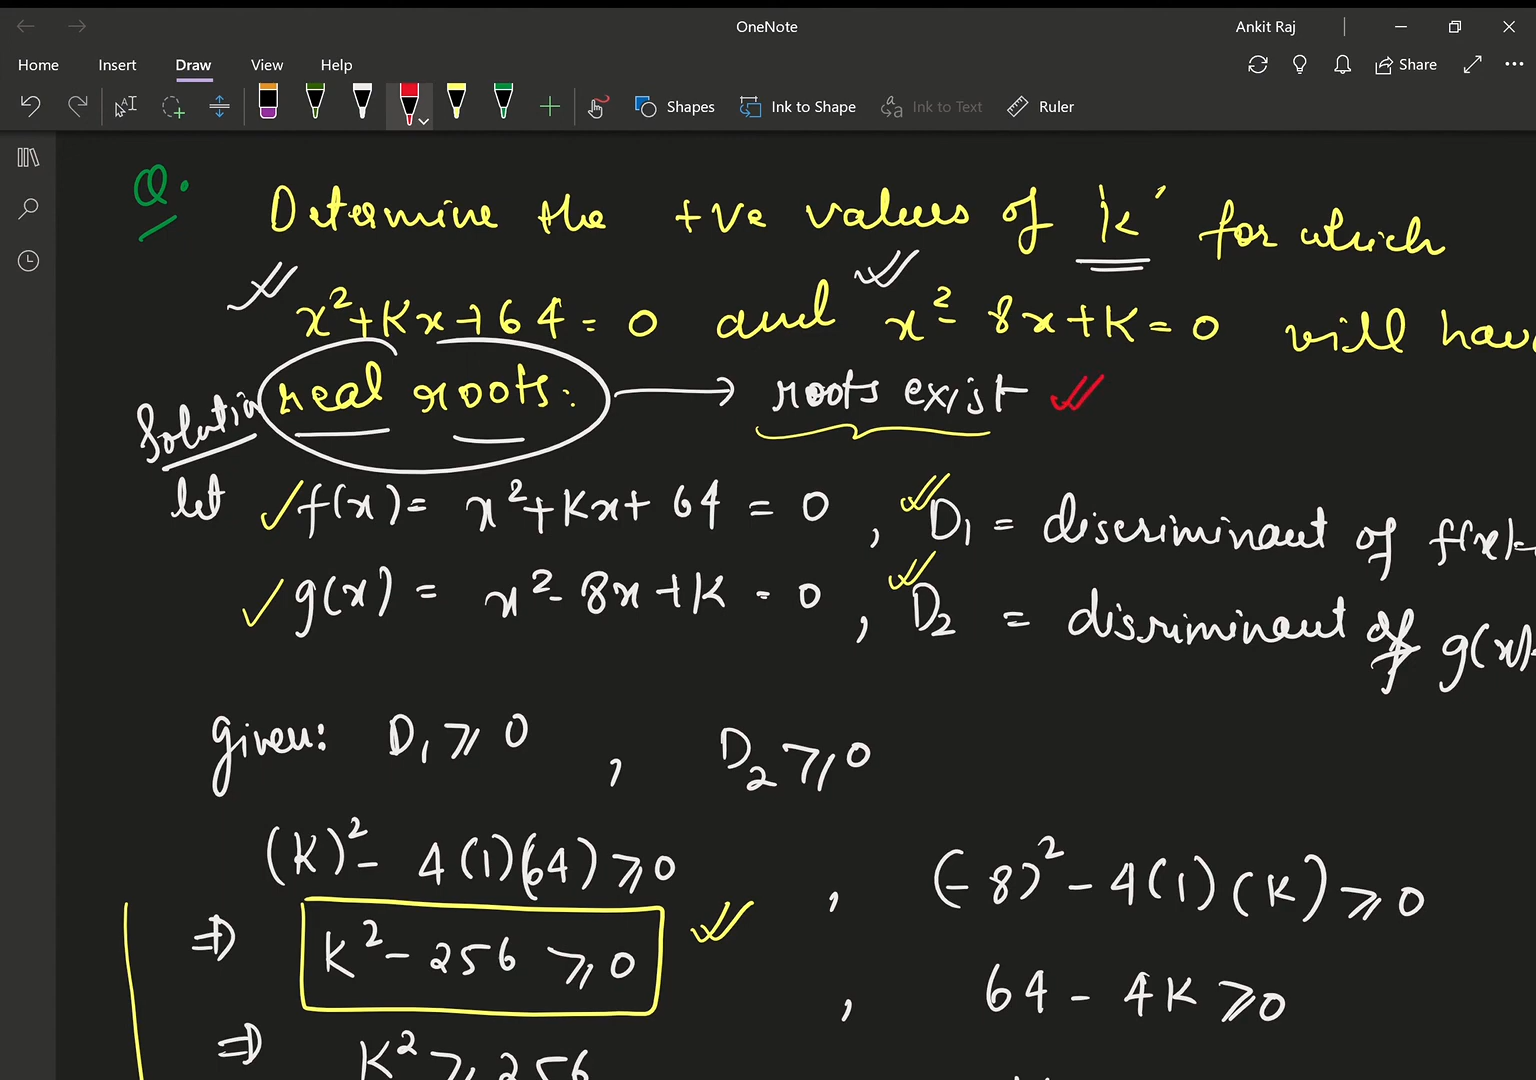 OneNote
Ankit Raj
Home Insert Draw View Help
Share
Shapes Ink to Shape Ink to Text Ruler
Q. Determine the +ve values of 'k' for which
x²+Kx+64=0 and x²-8x+K=0 will have
real roots: → roots exist
Solution
let f(x)= x²+Kx+64=0, D₁ = discriminant of f(x)=
g(x)= x²-8x+K=0, D₂ = disriminant of g(x)=
given: D₁⩾0, D₂⩾0
(K)²-4(1)(64)⩾0, (-8)²-4(1)(K)⩾0
⇒ K²-256⩾0, 64-4K⩾0
⇒ K²⩾256